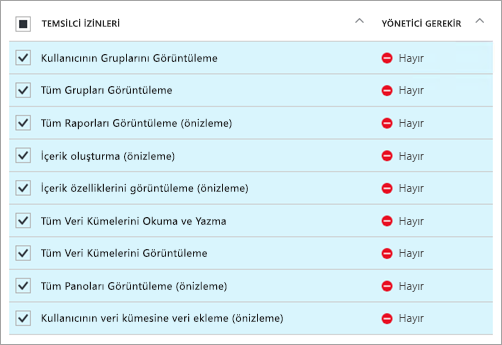 TEMSİLCİ İZİNLERİ YÖNETİCİ GEREKİR
Kullanıcının Gruplarını Görüntüleme Hayır
Tüm Grupları Görüntüleme Hayır
Tüm Raporları Görüntüleme (önizleme) Hayır
İçerik oluşturma (önizleme) Hayır
İçerik özelliklerini görüntüleme (önizleme) Hayır
Tüm Veri Kümelerini Okuma ve Yazma Hayır
Tüm Veri Kümelerini Görüntüleme Hayır
Tüm Panoları Görüntüleme (önizleme) Hayır
Kullanıcının veri kümesine veri ekleme (önizleme) Hayır